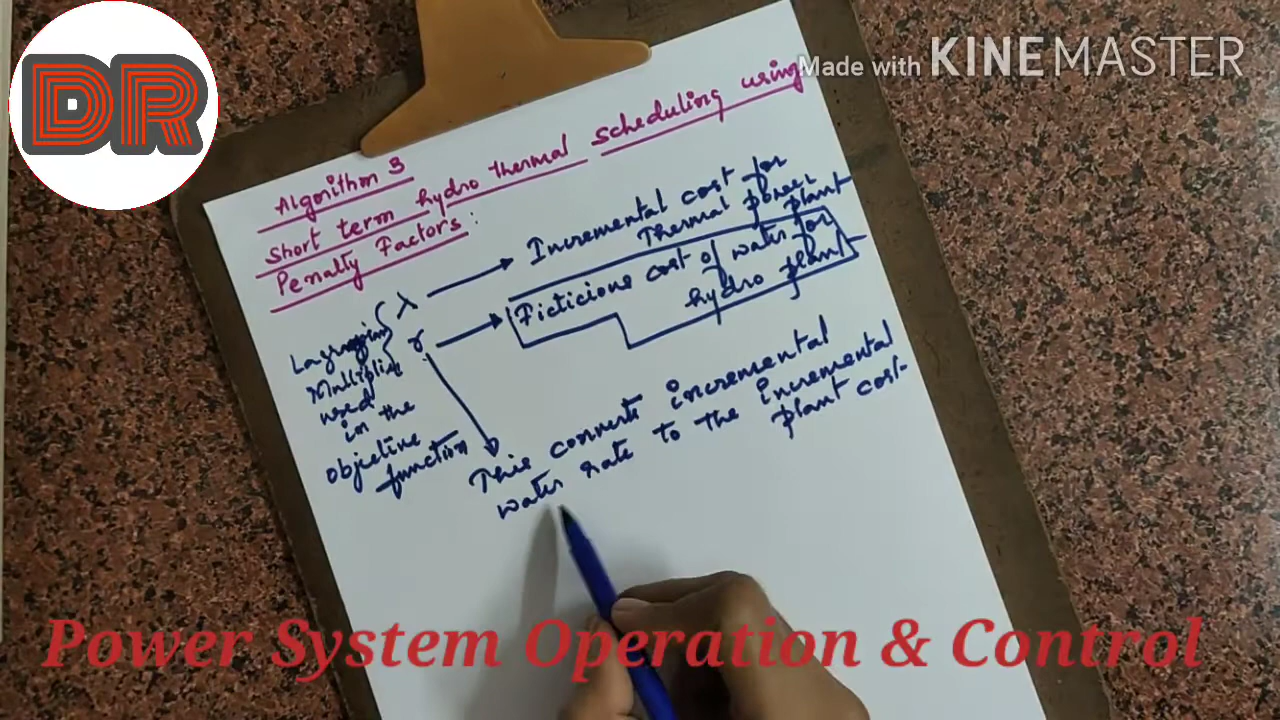 DR
Made with KINEMASTER
Algorithm 3
Short term hydro thermal scheduling using
Penalty Factors:
λ → Incremental cost for
Thermal power plant
γ → Ficticious cost of water for
hydro plant
Lagrangian
Multiplier
used
in the
objective
function
This converts incremental
water rate to the incremental
plant cost
Power System Operation & Control